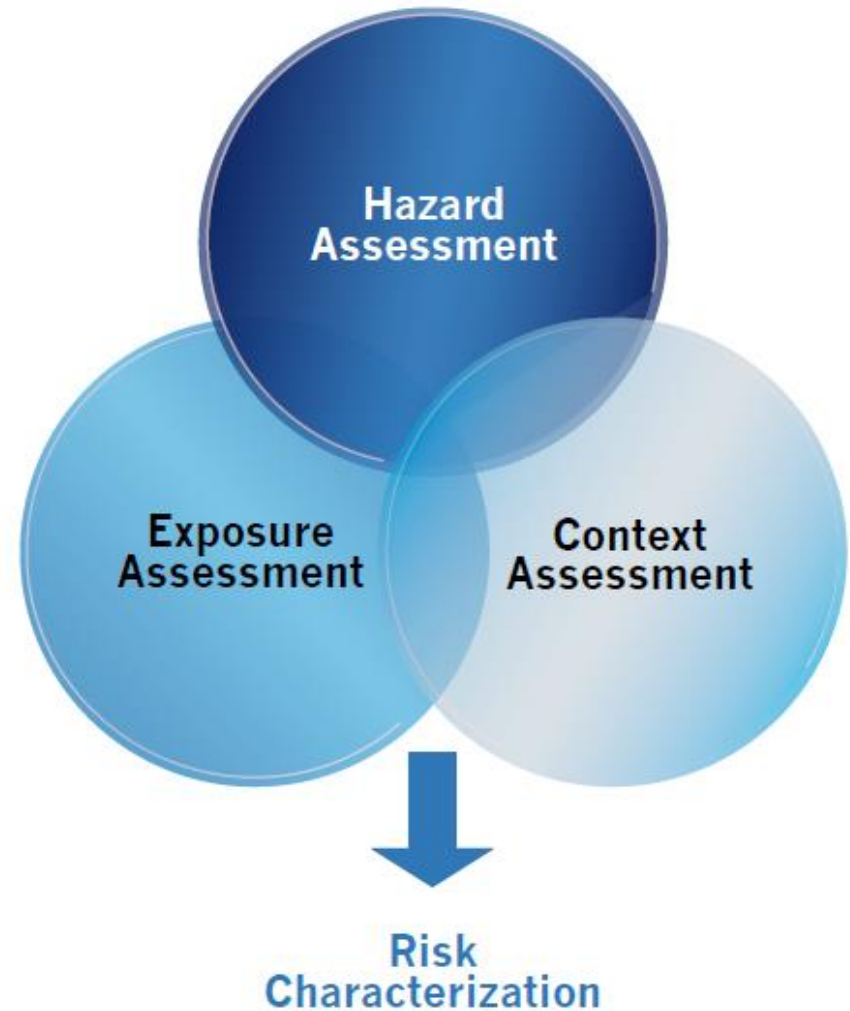 Hazard
Assessment
Exposure
Assessment
Context
Assessment
Risk
Characterization